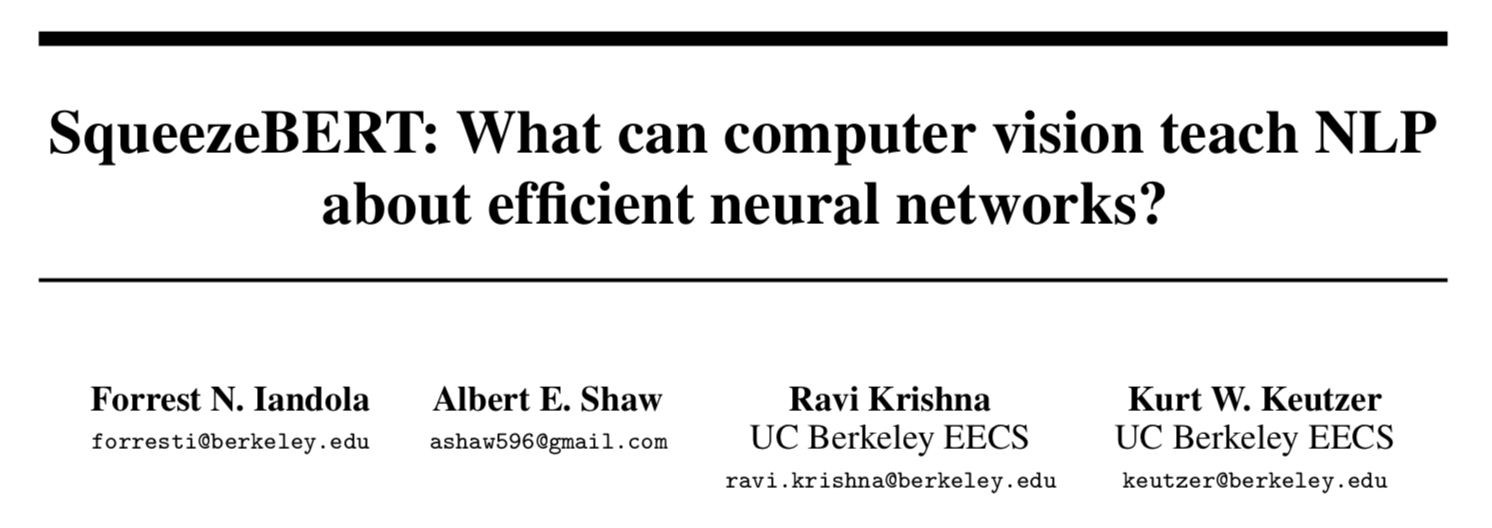 SqueezeBERT: What can computer vision teach NLP
about efficient neural networks?
Forrest N. Iandola
forresti@berkeley.edu
Albert E. Shaw
ashaw596@gmail.com
Ravi Krishna
UC Berkeley EECS
ravi.krishna@berkeley.edu
Kurt W. Keutzer
UC Berkeley EECS
keutzer@berkeley.edu